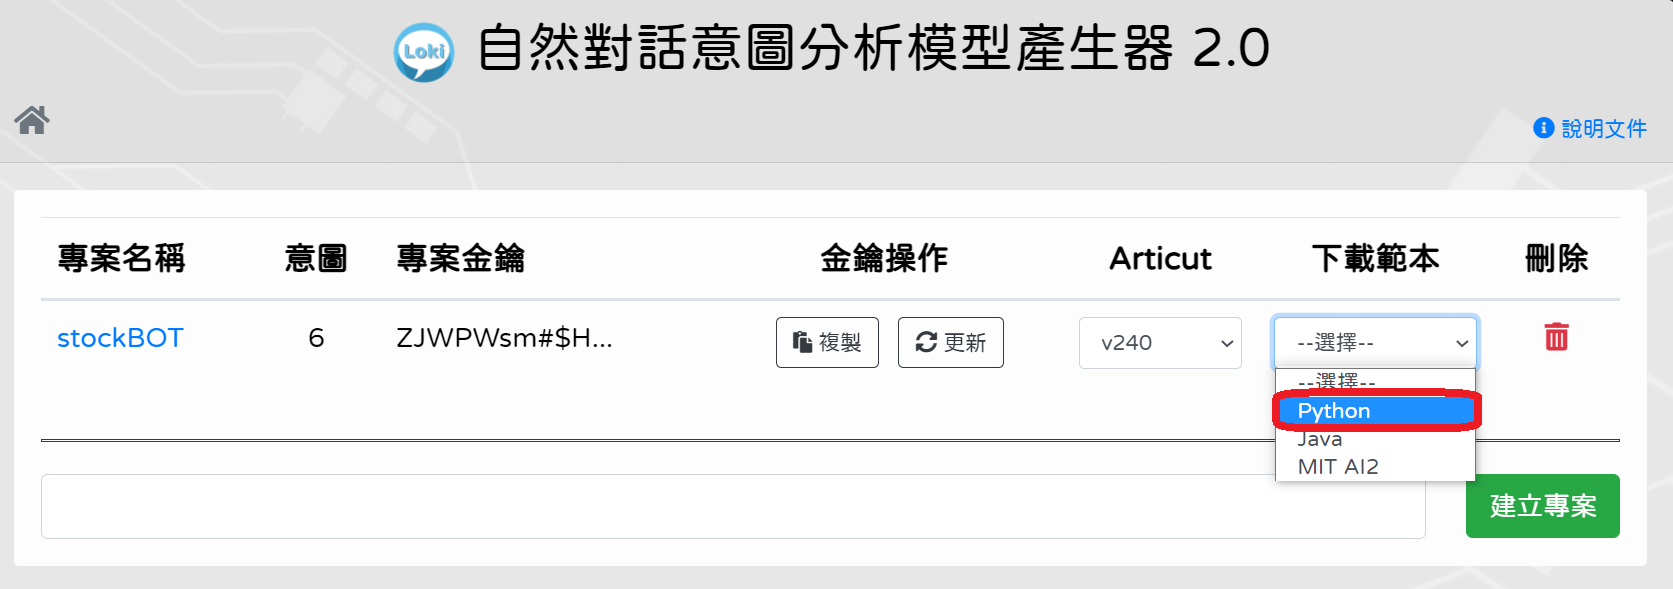 Loki 自然對話意圖分析模型產生器 2.0
說明文件
專案名稱 意圖 專案金鑰 金鑰操作 Articut 下載範本 刪除
stockBOT 6 ZJWPWsm#$H... 複製 更新 v240 --選擇--
--選擇--
Python
Java
MIT AI2
建立專案